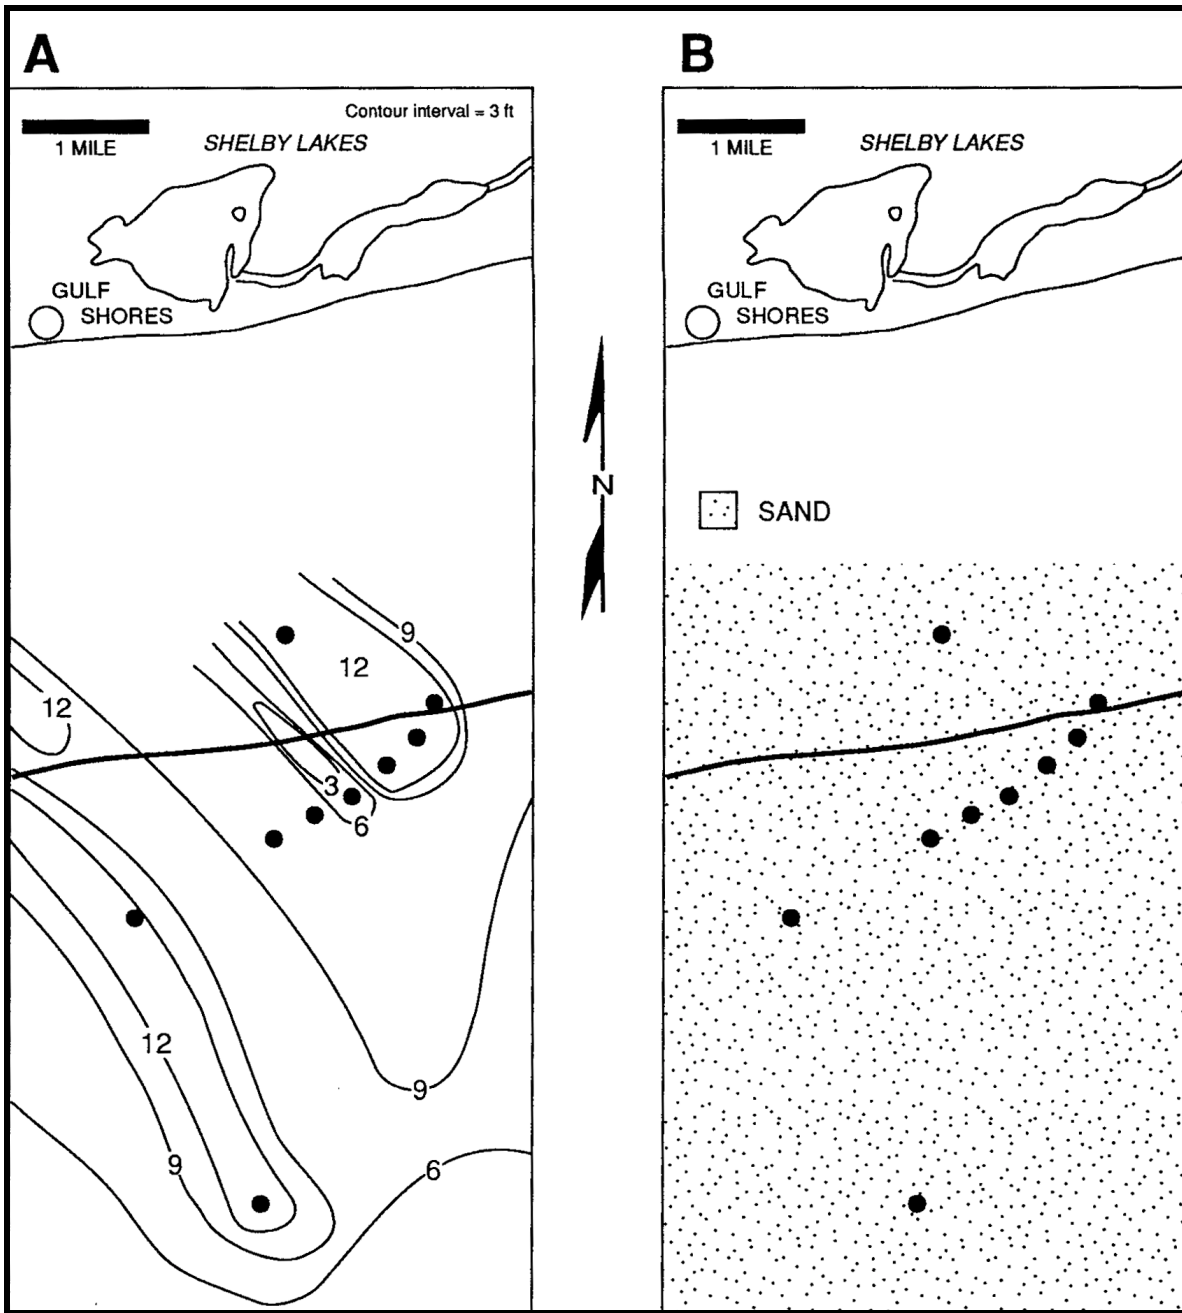 A
Contour interval = 3 ft
1 MILE
SHELBY LAKES
GULF
SHORES
9
12
12
3
6
12
9
9
6
N
B
1 MILE
SHELBY LAKES
GULF
SHORES
SAND